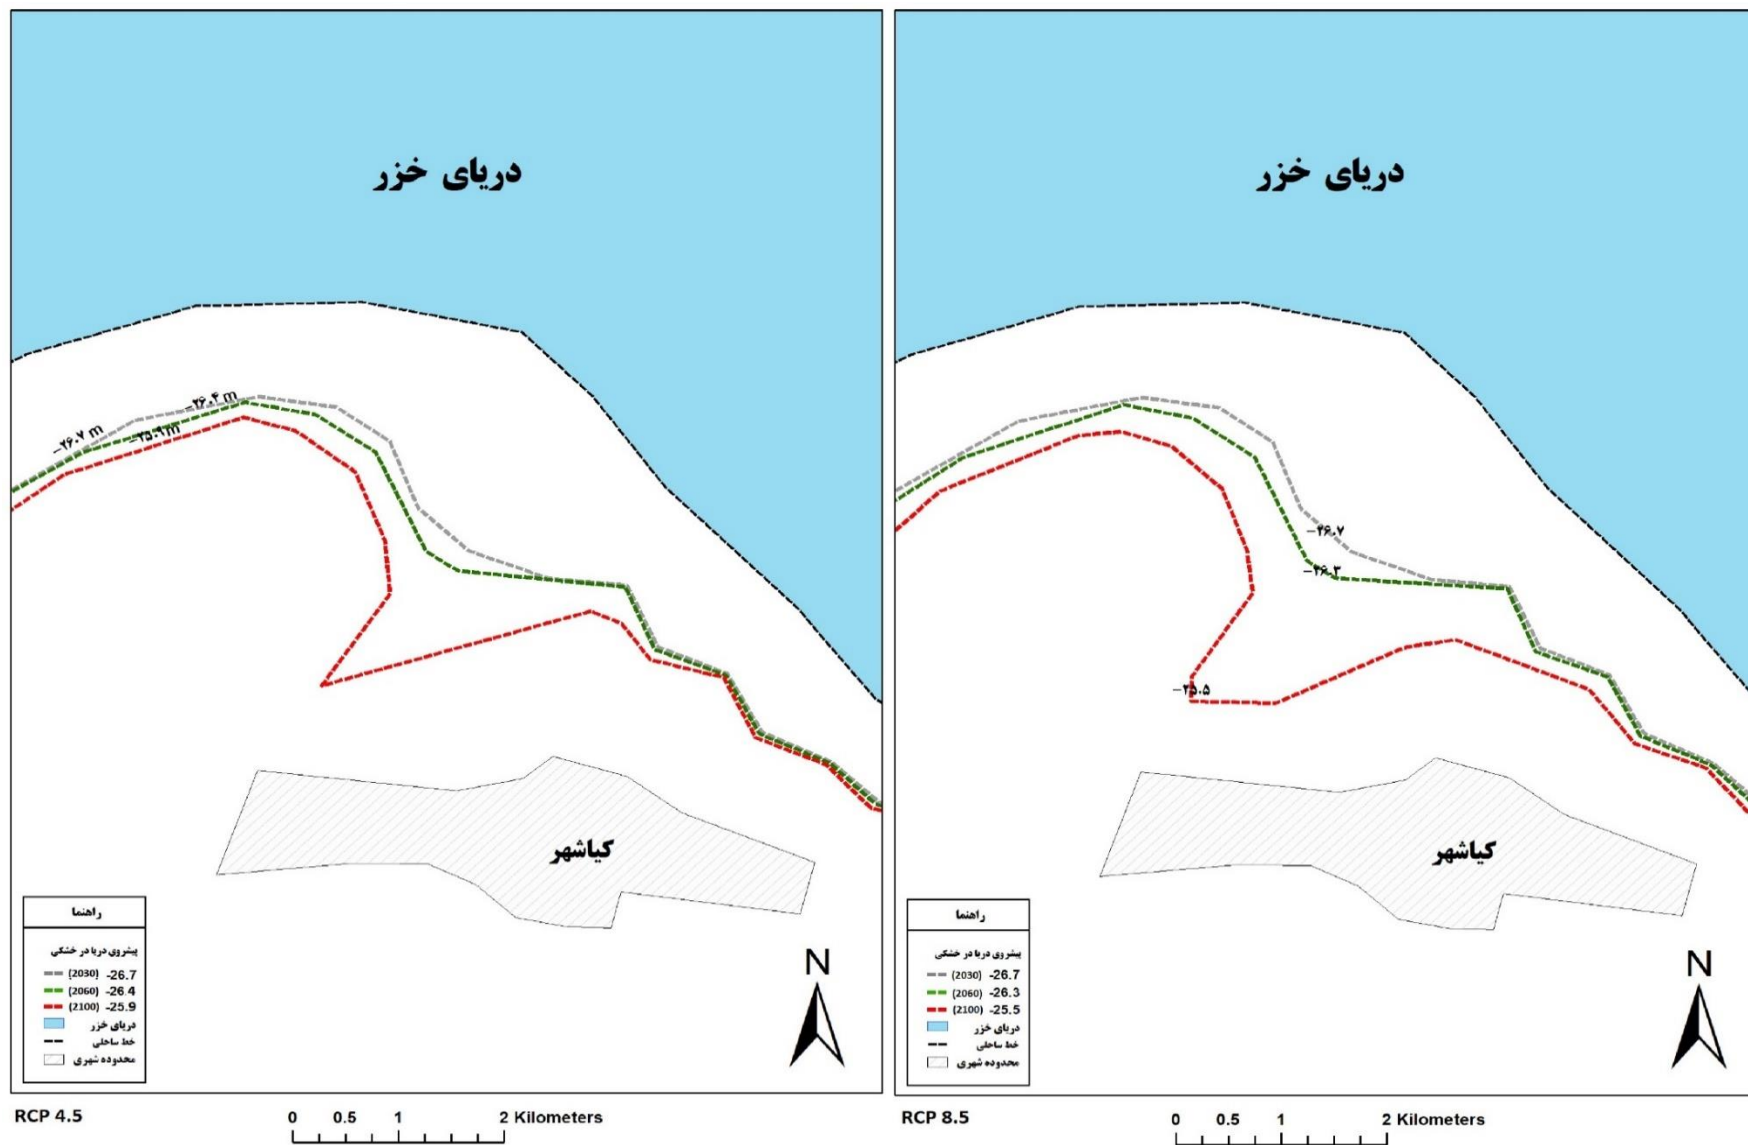 دریای خزر
−۲۶.۴ m
−۲۶.۷ m
−۲۵.۹ m
کیاشهر
راهنما
پیشروی دریا در خشکی
(2030) -26.7
(2060) -26.4
(2100) -25.9
دریای خزر
خط ساحلی
محدوده شهری
N
RCP 4.5
0 0.5 1 2 Kilometers
دریای خزر
−۲۶.۷
−۲۶.۳
−۲۵.۵
کیاشهر
راهنما
پیشروی دریا در خشکی
(2030) -26.7
(2060) -26.3
(2100) -25.5
دریای خزر
خط ساحلی
محدوده شهری
N
RCP 8.5
0 0.5 1 2 Kilometers